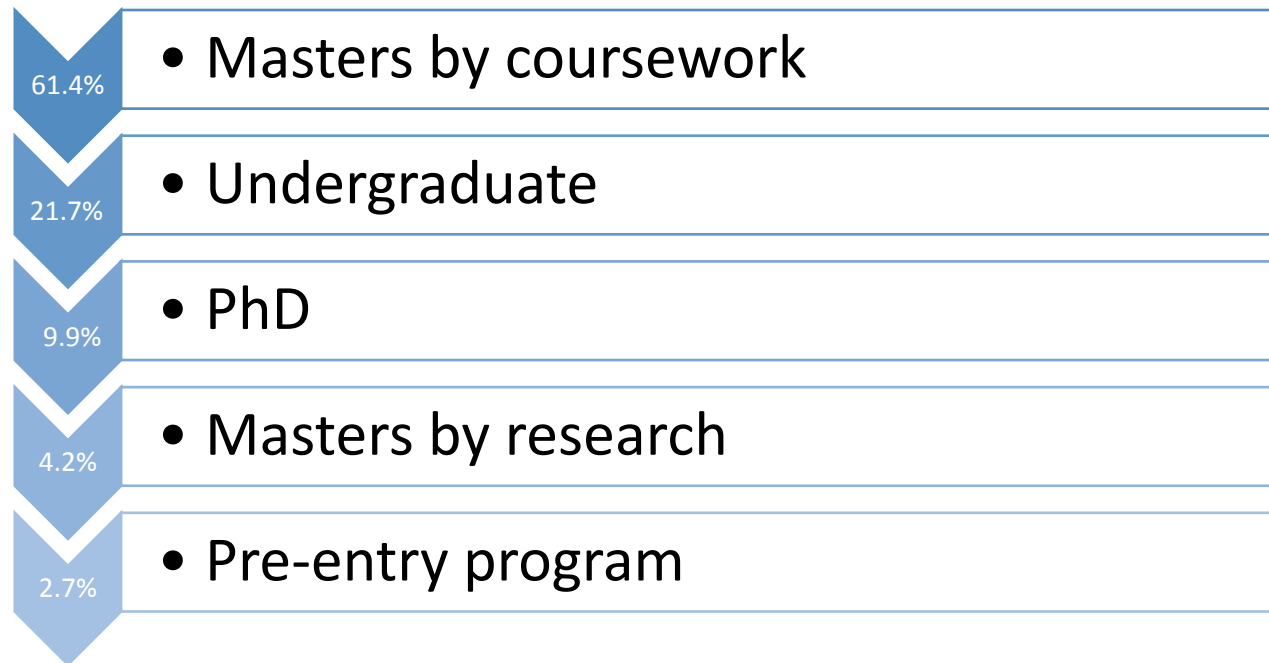 61.4%
• Masters by coursework
21.7%
• Undergraduate
9.9%
• PhD
4.2%
• Masters by research
2.7%
• Pre-entry program